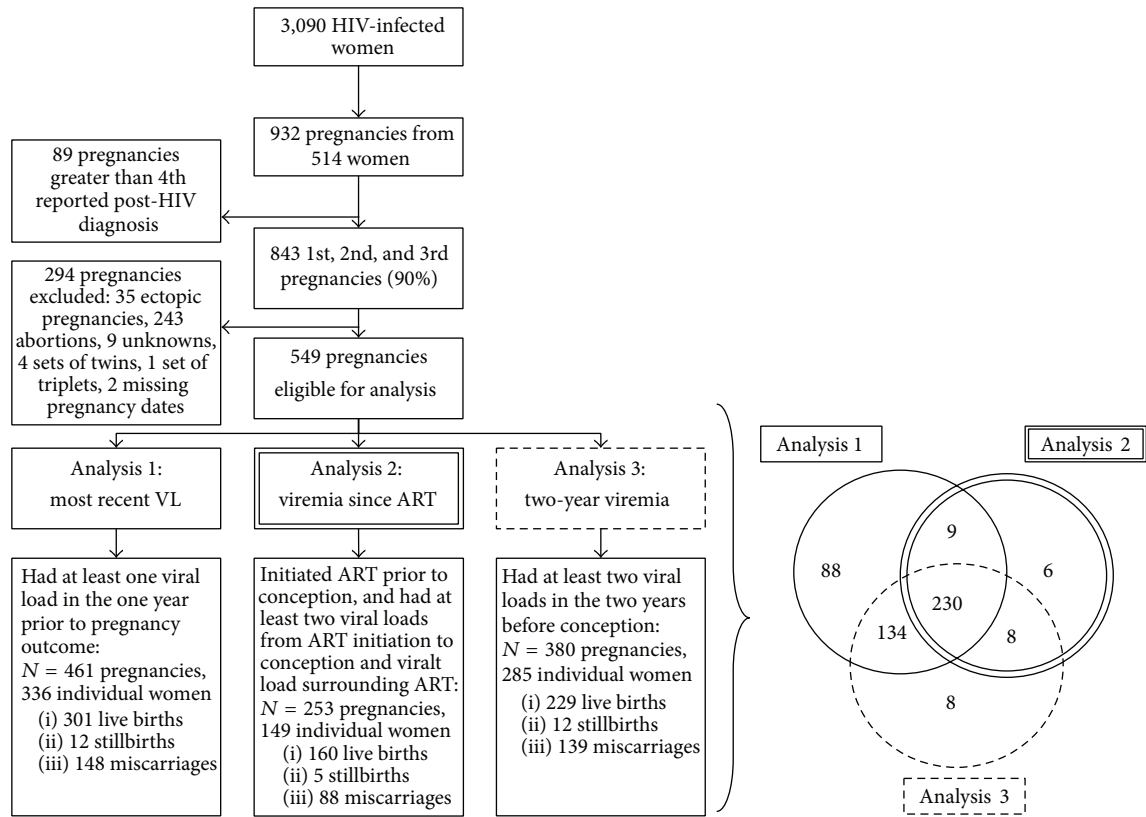 3,090 HIV-infected
women
932 pregnancies from
514 women
89 pregnancies
greater than 4th
reported post-HIV
diagnosis
843 1st, 2nd, and 3rd
pregnancies (90%)
294 pregnancies
excluded: 35 ectopic
pregnancies, 243
abortions, 9 unknowns,
4 sets of twins, 1 set of
triplets, 2 missing
pregnancy dates
549 pregnancies
eligible for analysis
Analysis 1:
most recent VL
Analysis 2:
viremia since ART
Analysis 3:
two-year viremia
Had at least one viral
load in the one year
prior to pregnancy
outcome:
N = 461 pregnancies,
336 individual women
(i) 301 live births
(ii) 12 stillbirths
(iii) 148 miscarriages
Initiated ART prior to
conception, and had at
least two viral loads
from ART initiation to
conception and viralt
load surrounding ART:
N = 253 pregnancies,
149 individual women
(i) 160 live births
(ii) 5 stillbirths
(iii) 88 miscarriages
Had at least two viral
loads in the two years
before conception:
N = 380 pregnancies,
285 individual women
(i) 229 live births
(ii) 12 stillbirths
(iii) 139 miscarriages
Analysis 1
Analysis 2
9
88
6
230
134
8
8
Analysis 3